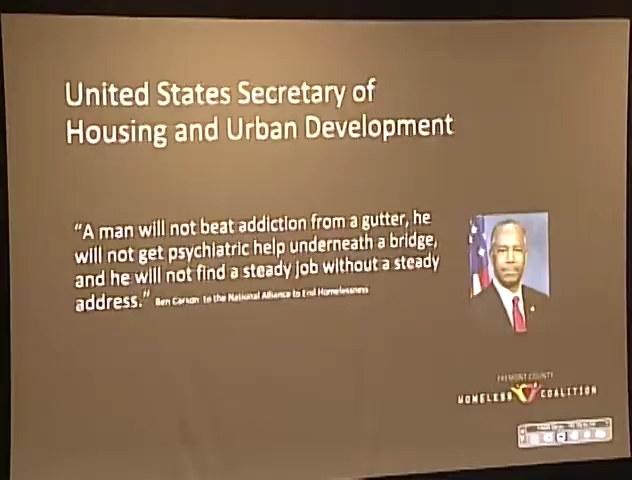 United States Secretary of
Housing and Urban Development
“A man will not beat addiction from a gutter, he
will not get psychiatric help underneath a bridge,
and he will not find a steady job without a steady
address.” Ben Carson to the National Alliance to End Homelessness
FREMONT COUNTY
HOMELESS COALITION